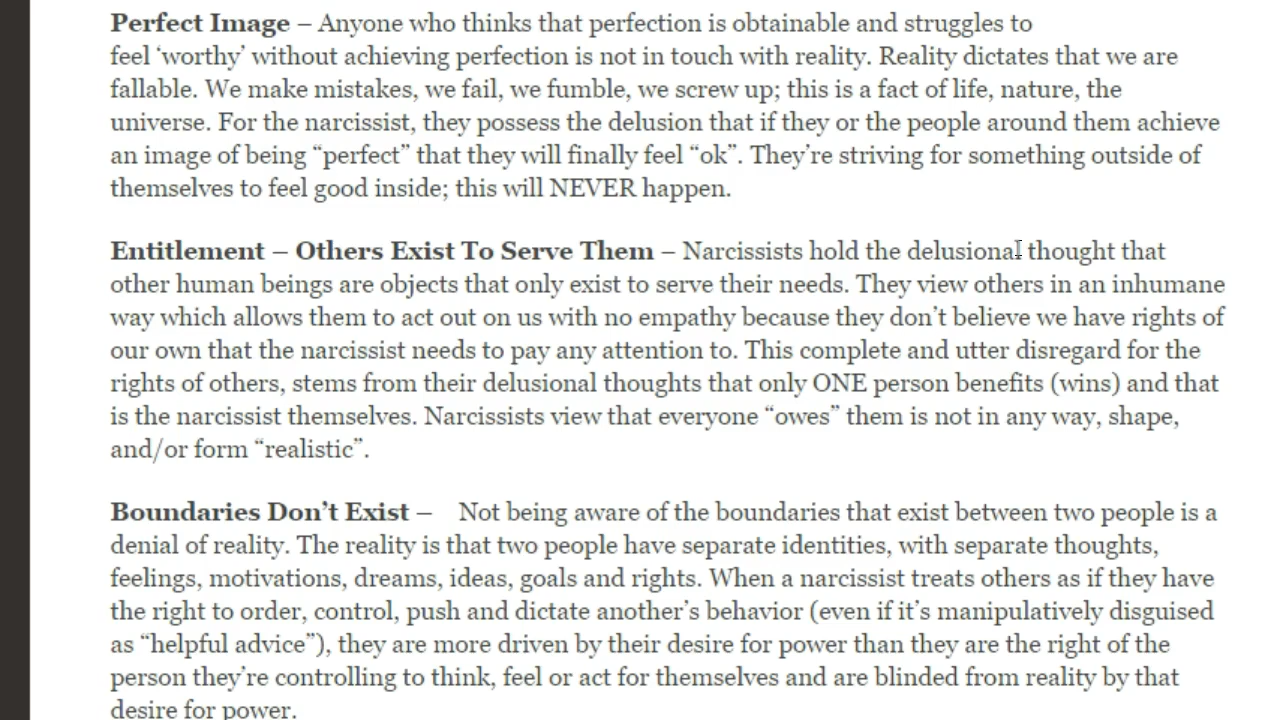 Perfect Image – Anyone who thinks that perfection is obtainable and struggles to
feel ‘worthy’ without achieving perfection is not in touch with reality. Reality dictates that we are
fallable. We make mistakes, we fail, we fumble, we screw up; this is a fact of life, nature, the
universe. For the narcissist, they possess the delusion that if they or the people around them achieve
an image of being “perfect” that they will finally feel “ok”. They’re striving for something outside of
themselves to feel good inside; this will NEVER happen.
Entitlement – Others Exist To Serve Them – Narcissists hold the delusional thought that
other human beings are objects that only exist to serve their needs. They view others in an inhumane
way which allows them to act out on us with no empathy because they don’t believe we have rights of
our own that the narcissist needs to pay any attention to. This complete and utter disregard for the
rights of others, stems from their delusional thoughts that only ONE person benefits (wins) and that
is the narcissist themselves. Narcissists view that everyone “owes” them is not in any way, shape,
and/or form “realistic”.
Boundaries Don’t Exist – Not being aware of the boundaries that exist between two people is a
denial of reality. The reality is that two people have separate identities, with separate thoughts,
feelings, motivations, dreams, ideas, goals and rights. When a narcissist treats others as if they have
the right to order, control, push and dictate another’s behavior (even if it’s manipulatively disguised
as “helpful advice”), they are more driven by their desire for power than they are the right of the
person they’re controlling to think, feel or act for themselves and are blinded from reality by that
desire for power.